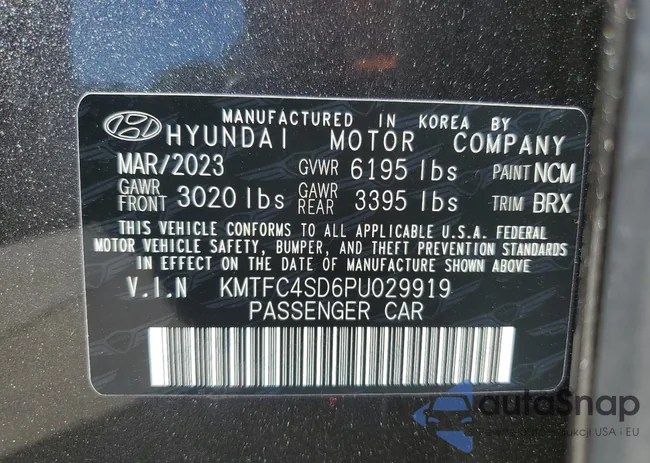 MANUFACTURED IN KOREA BY
HYUNDAI MOTOR COMPANY
MAR/2023 GVWR 6195 lbs PAINT NCM
GAWR FRONT 3020 lbs GAWR REAR 3395 lbs TRIM BRX
THIS VEHICLE CONFORMS TO ALL APPLICABLE U.S.A. FEDERAL
MOTOR VEHICLE SAFETY, BUMPER, AND THEFT PREVENTION STANDARDS
IN EFFECT ON THE DATE OF MANUFACTURE SHOWN ABOVE
V.I.N KMTFC4SD6PU029919
PASSENGER CAR
autoSnap
USA i EU